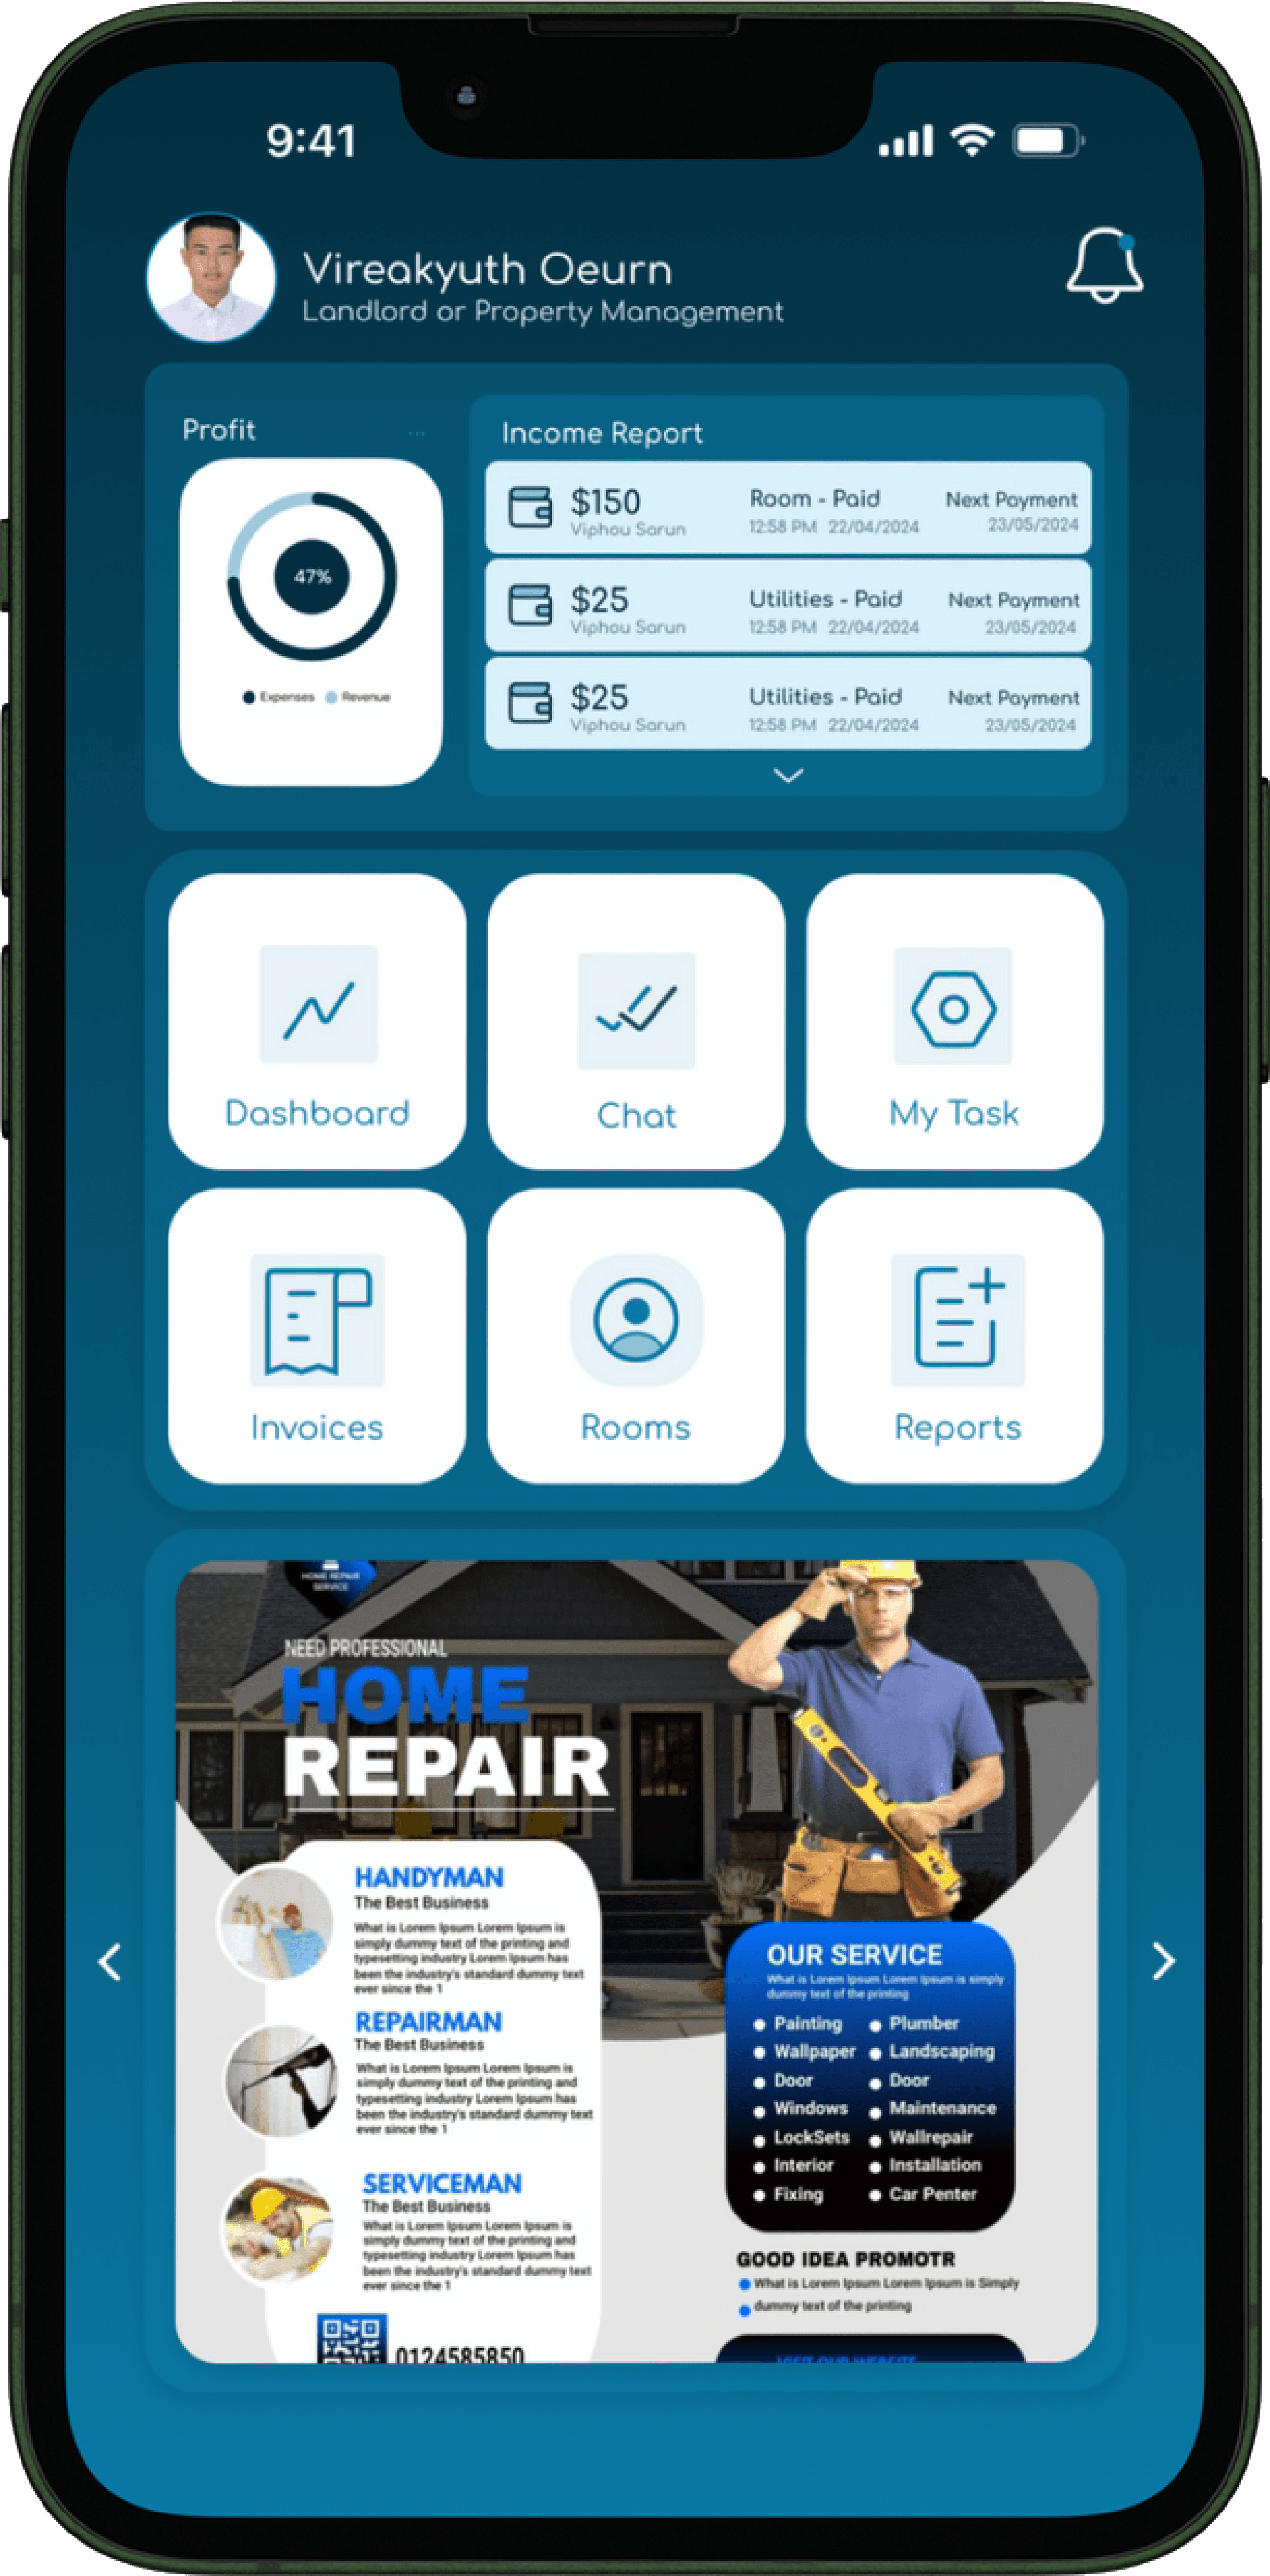 9:41
Vireakyuth Oeurn
Landlord or Property Management
Profit
...
47%
Expenses Revenue
Income Report
$150 Room - Paid Next Payment
Viphou Sarun 12:58 PM 22/04/2024 23/05/2024
$25 Utilities - Paid Next Payment
Viphou Sarun 12:58 PM 22/04/2024 23/05/2024
$25 Utilities - Paid Next Payment
Viphou Sarun 12:58 PM 22/04/2024 23/05/2024
Dashboard
Chat
My Task
Invoices
Rooms
Reports
HOME REPAIR
SERVICE
NEED PROFESSIONAL
HOME
REPAIR
HANDYMAN
The Best Business
What is Lorem Ipsum Lorem Ipsum is
simply dummy text of the printing and
typesetting industry Lorem Ipsum has
been the industry's standard dummy text
ever since the 1
REPAIRMAN
The Best Business
What is Lorem Ipsum Lorem Ipsum is
simply dummy text of the printing and
typesetting industry Lorem Ipsum has
been the industry's standard dummy text
ever since the 1
SERVICEMAN
The Best Business
What is Lorem Ipsum Lorem Ipsum is
simply dummy text of the printing and
typesetting industry Lorem Ipsum has
been the industry's standard dummy text
ever since the 1
0124585850
OUR SERVICE
What is Lorem Ipsum Lorem Ipsum is simply
dummy text of the printing
Painting Plumber
Wallpaper Landscaping
Door Door
Windows Maintenance
LockSets Wallrepair
Interior Installation
Fixing Car Penter
GOOD IDEA PROMOTR
What is Lorem Ipsum Lorem Ipsum is Simply
dummy text of the printing
VISIT OUR WEBSITE